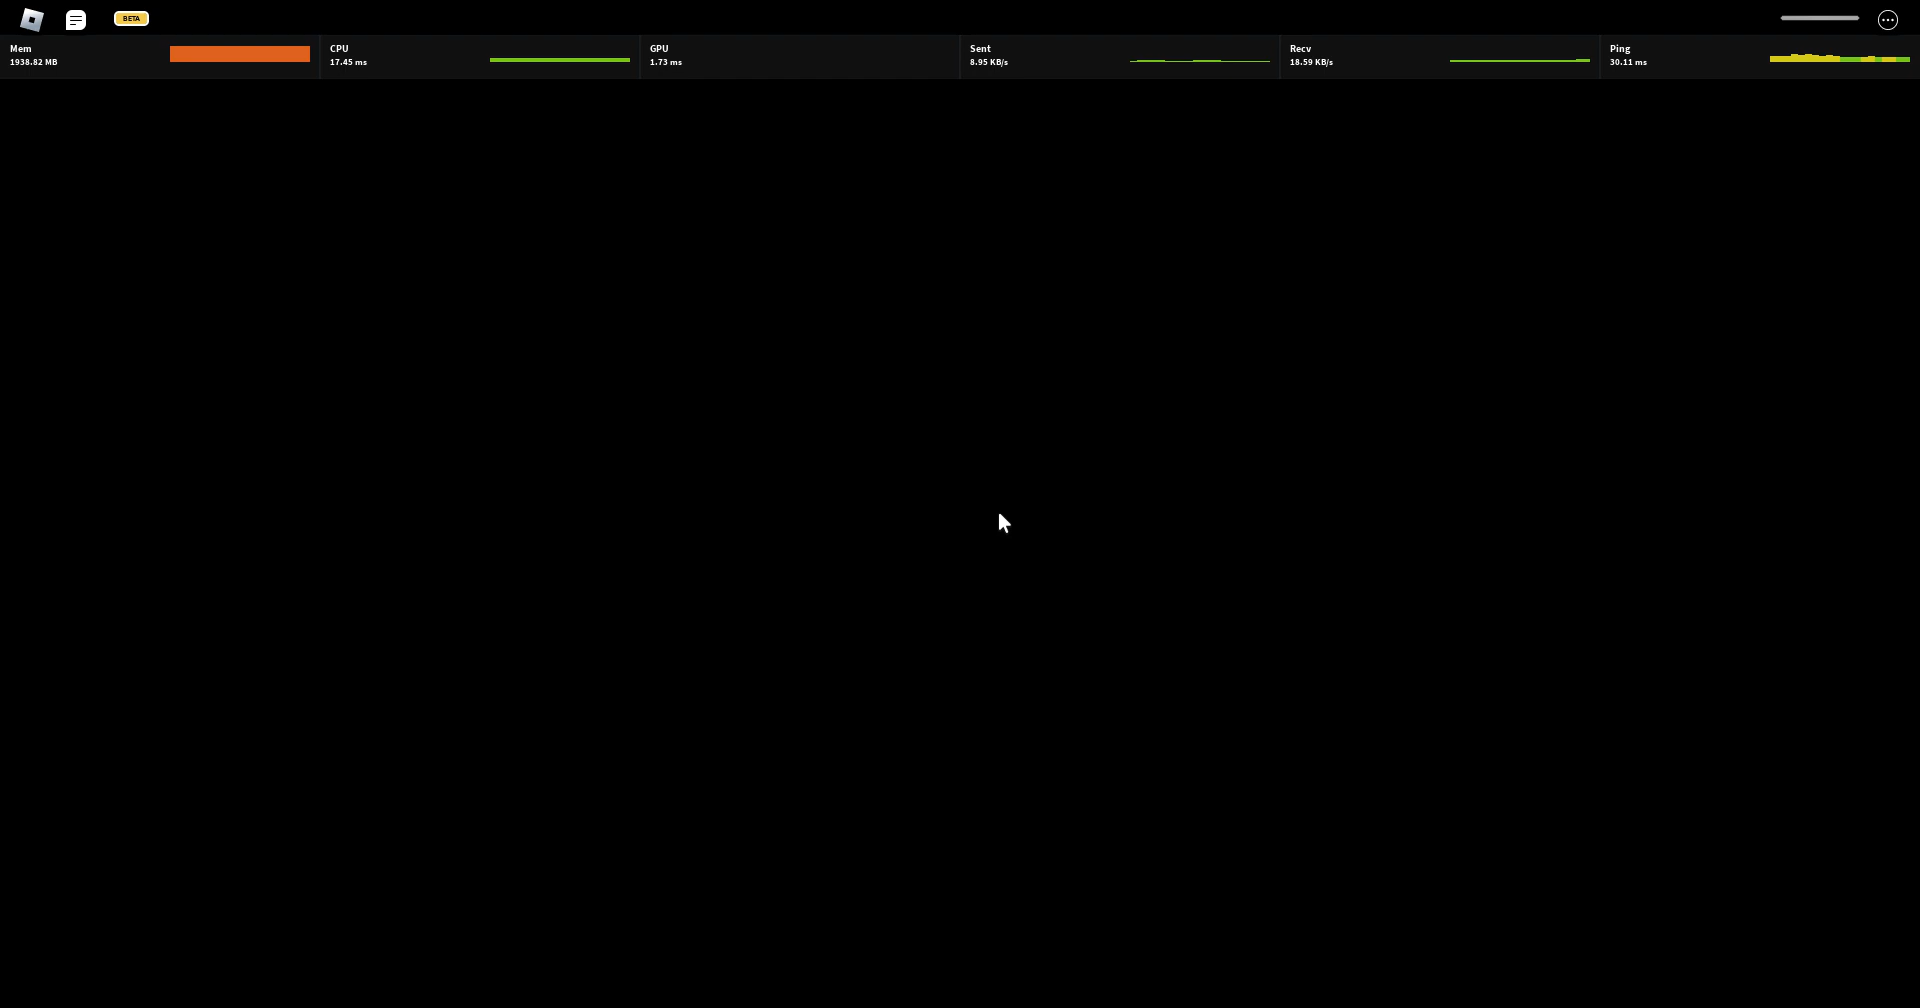 BETA
Mem
1938.82 MB
CPU
17.45 ms
GPU
1.73 ms
Sent
8.95 KB/s
Recv
18.59 KB/s
Ping
30.11 ms